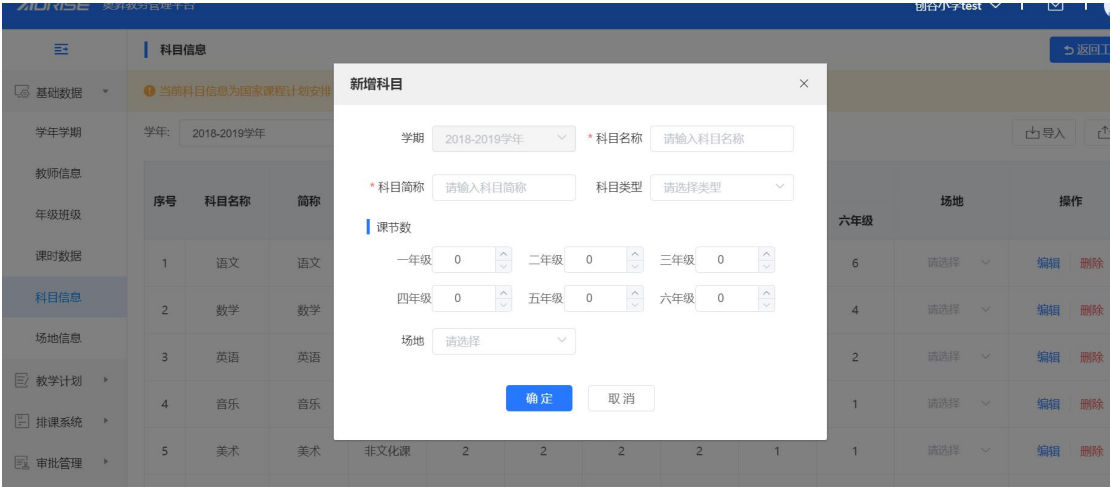 AORISE 奥昇教务管理平台 创谷小学test
科目信息 返回工
基础数据
学年学期
教师信息
年级班级
课时数据
科目信息
场地信息
教学计划
排课系统
审批管理
当前科目信息为国家课程计划安排
学年: 2018-2019学年 导入
序号 科目名称 简称 六年级 场地 操作
1 语文 语文 6 请选择 编辑 删除
2 数学 数学 4 请选择 编辑 删除
3 英语 英语 2 请选择 编辑 删除
4 音乐 音乐 1 请选择 编辑 删除
5 美术 美术 非文化课 2 2 2 2 1 1 请选择 编辑 删除
新增科目
学期 2018-2019学年 * 科目名称 请输入科目名称
* 科目简称 请输入科目简称 科目类型 请选择类型
课节数
一年级 0 二年级 0 三年级 0
四年级 0 五年级 0 六年级 0
场地 请选择
确定 取消